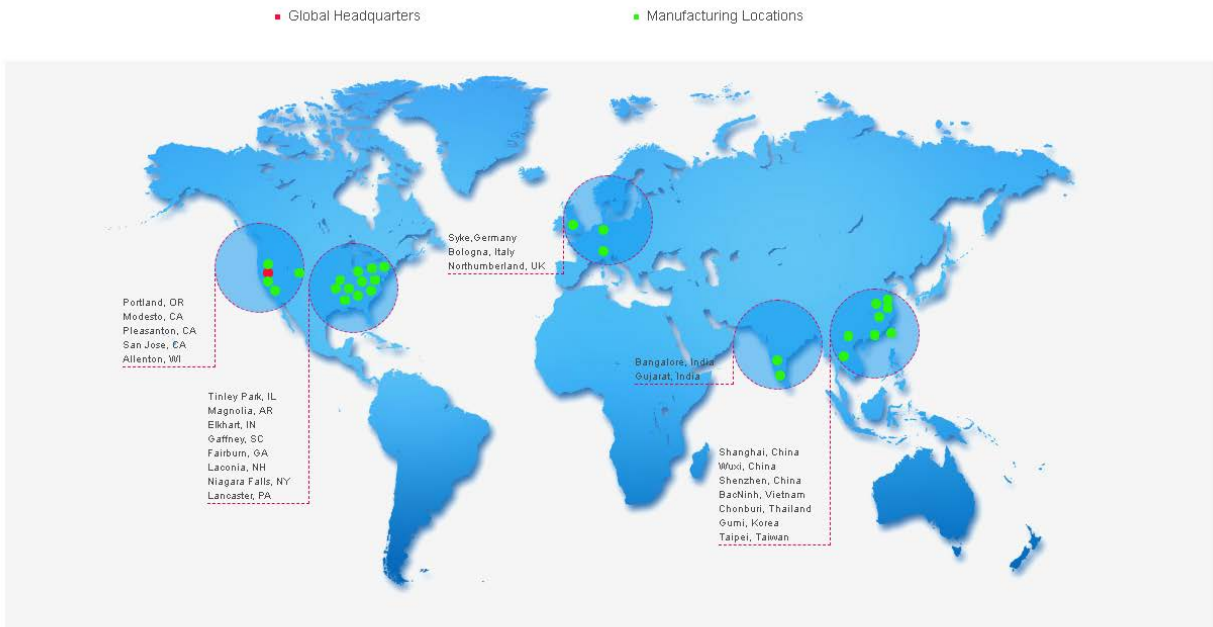 Global Headquarters
Manufacturing Locations
Syke,Germany
Bologna, Italy
Northumberland, UK
Portland, OR
Modesto, CA
Pleasanton, CA
San Jose, CA
Allenton, WI
Bangalore, India
Gujarat, India
Tinley Park, IL
Magnolia, AR
Elkhart, IN
Gaffney, SC
Fairburn, GA
Laconia, NH
Niagara Falls, NY
Lancaster, PA
Shanghai, China
Wuxi, China
Shenzhen, China
BacNinh, Vietnam
Chonburi, Thailand
Gumi, Korea
Taipei, Taiwan